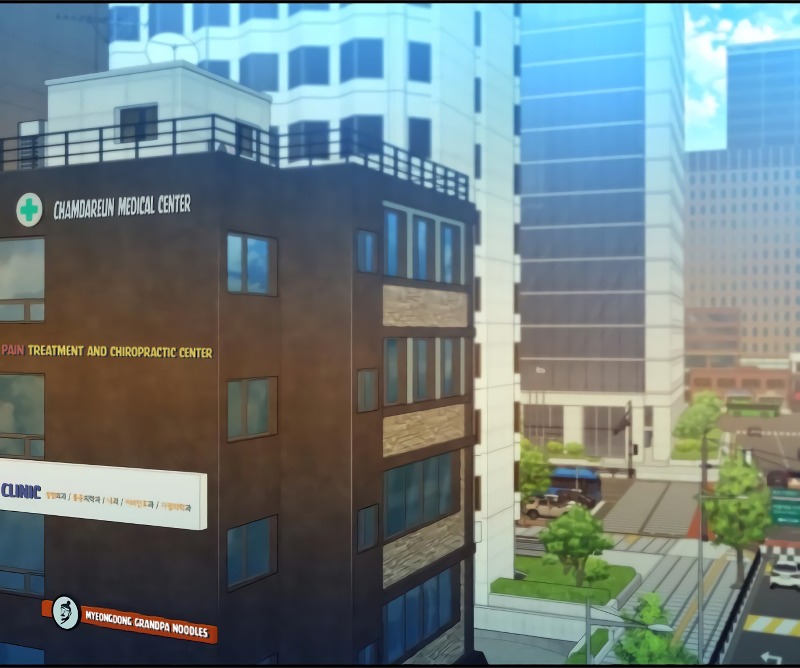 CHAMDAREUN MEDICAL CENTER
PAIN TREATMENT AND CHIROPRACTIC CENTER
CLINIC
MYEONGDONG GRANDPA NOODLES